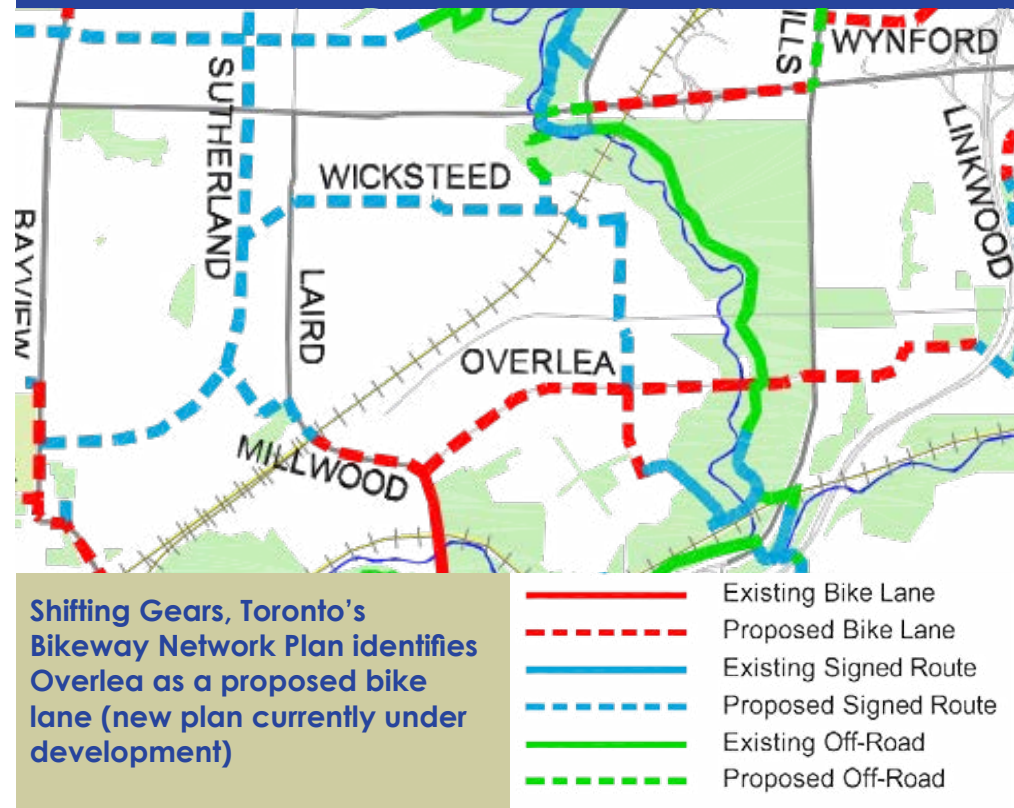 ILLS
WYNFORD
SUTHERLAND
LINKWOOD
WICKSTEED
BAYVIEW
LAIRD
OVERLEA
MILLWOOD
Shifting Gears, Toronto’s
Bikeway Network Plan identifies
Overlea as a proposed bike
lane (new plan currently under
development)
Existing Bike Lane
Proposed Bike Lane
Existing Signed Route
Proposed Signed Route
Existing Off-Road
Proposed Off-Road